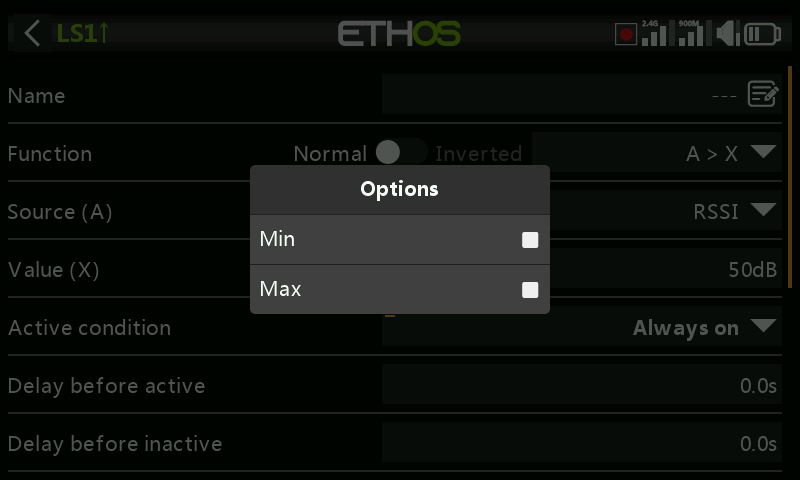 LS1↑ ETHOS 2.4G 900M
Name ---
Function Normal Inverted A > X
Options
Source (A) RSSI
Min
Value (X) 50dB
Max
Active condition Always on
Delay before active 0.0s
Delay before inactive 0.0s